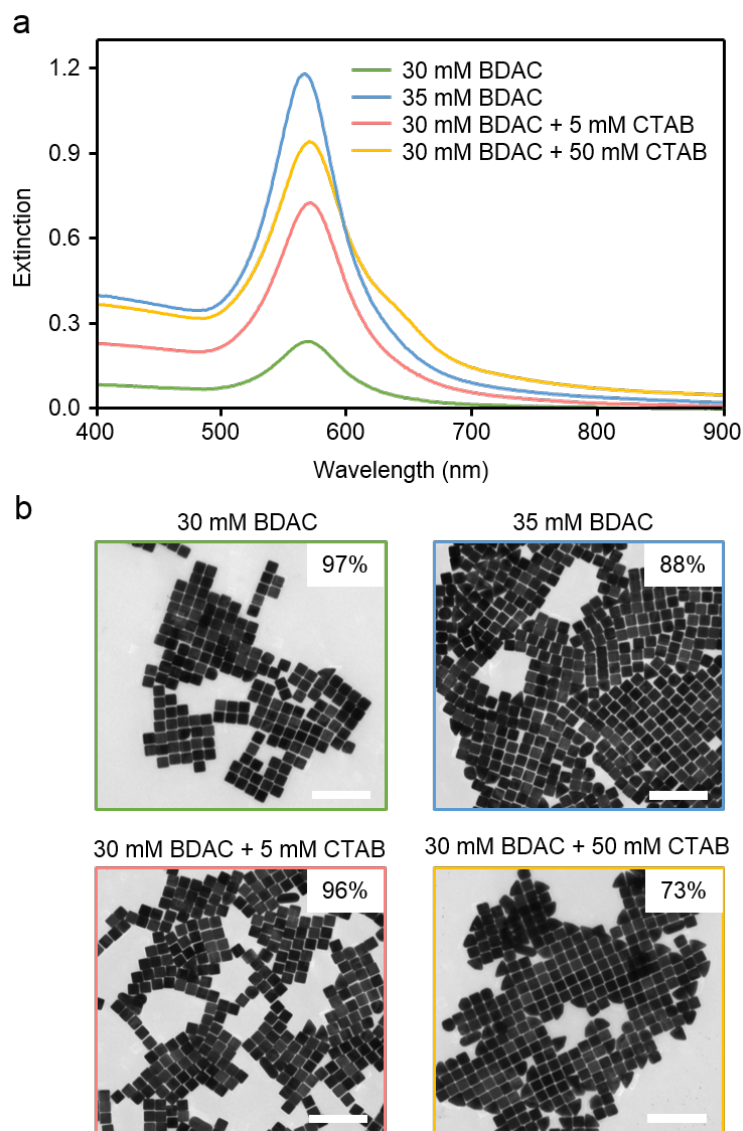 a
1.2
0.9
0.6
0.3
0.0
Extinction
30 mM BDAC
35 mM BDAC
30 mM BDAC + 5 mM CTAB
30 mM BDAC + 50 mM CTAB
400 500 600 700 800 900
Wavelength (nm)
b
30 mM BDAC 35 mM BDAC
97% 88%
30 mM BDAC + 5 mM CTAB 30 mM BDAC + 50 mM CTAB
96% 73%